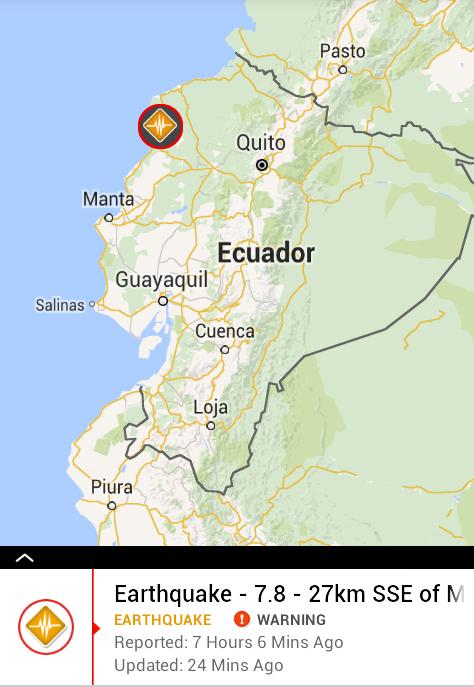 Pasto
Quito
Manta
Ecuador
Guayaquil
Salinas
Cuenca
Loja
Piura
Earthquake - 7.8 - 27km SSE of M
EARTHQUAKE ! WARNING
Reported: 7 Hours 6 Mins Ago
Updated: 24 Mins Ago